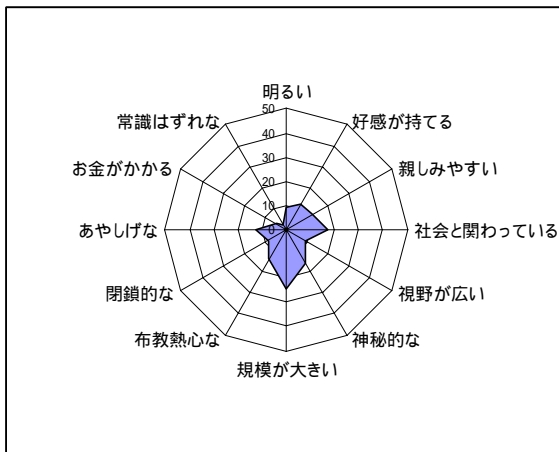 明るい
好感が持てる
親しみやすい
社会と関わっている
視野が広い
神秘的な
規模が大きい
布教熱心な
閉鎖的な
あやしげな
お金がかかる
常識はずれな
50
40
30
20
10
0